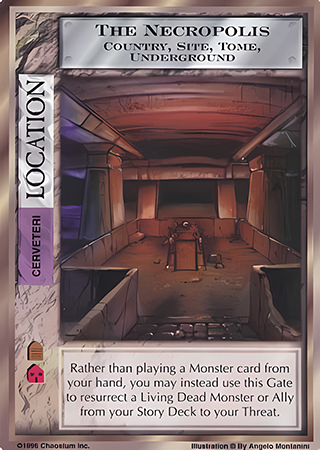 THE NECROPOLIS
COUNTRY, SITE, TOME,
UNDERGROUND
LOCATION
CERVETERI
Rather than playing a Monster card from
your hand, you may instead use this Gate
to resurrect a Living Dead Monster or Ally
from your Story Deck to your Threat.
©1996 Chaosium Inc.
Illustration © By Angelo Montanini